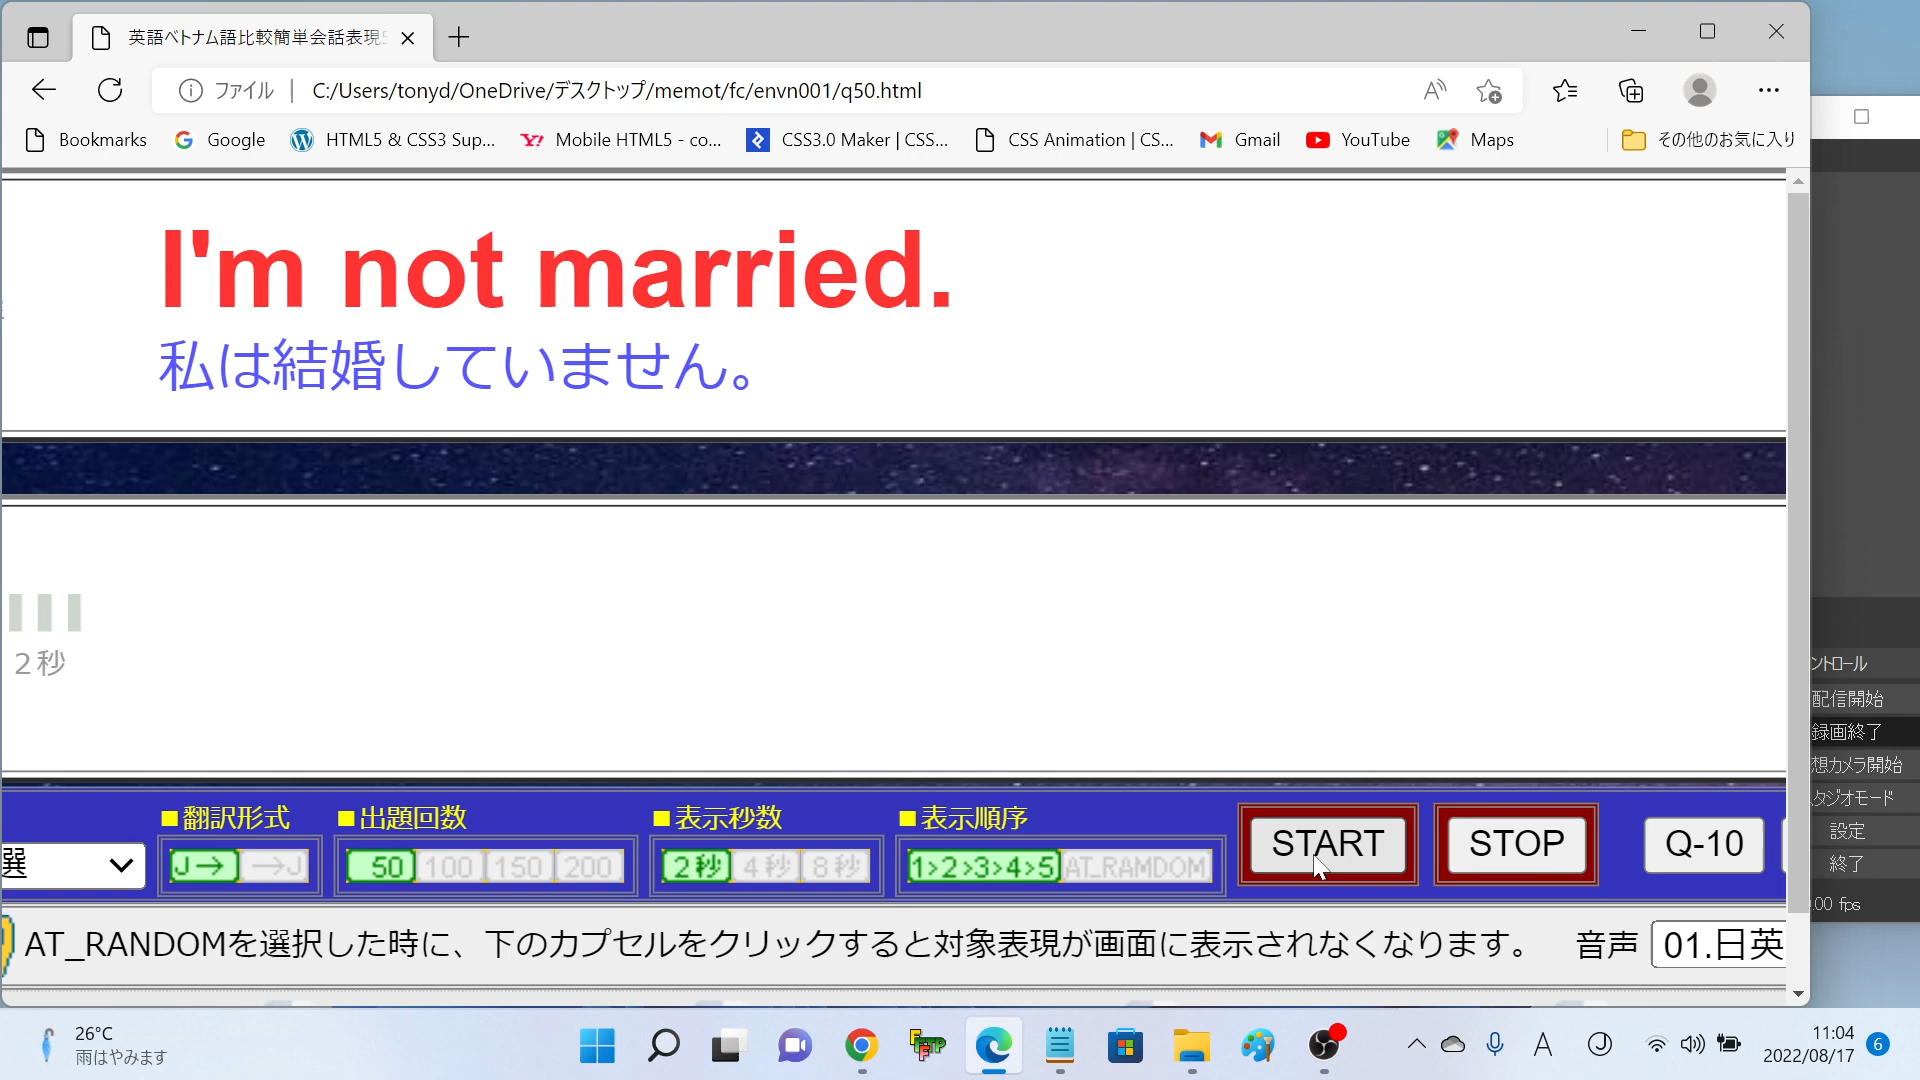 英語ベトナム語比較簡単会話表現
ファイル
C:/Users/tonyd/OneDrive/デスクトップ/memot/fc/envn001/q50.html
Bookmarks
Google
HTML5 & CSS3 Sup...
Mobile HTML5 - co...
CSS3.0 Maker | CSS...
CSS Animation | CS...
Gmail
YouTube
Maps
その他のお気に入り
I'm not married.
私は結婚していません。
2秒
ントロール
配信開始
録画終了
想カメラ開始
タジオモード
設定
終了
.00 fps
■翻訳形式 ■出題回数 ■表示秒数 ■表示順序
選
J→ →J
50 100 150 200
2秒 4秒 8秒
1>2>3>4>5 AT_RAMDOM
START
STOP
Q-10
AT_RANDOMを選択した時に、下のカプセルをクリックすると対象表現が画面に表示されなくなります。
音声
01.日英
26°C
雨はやみます
11:04
2022/08/17
6